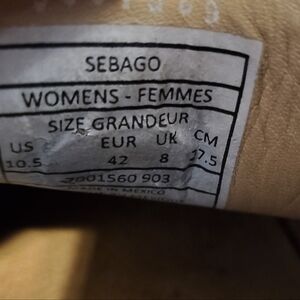 SEBAGO
WOMENS - FEMMES
SIZE GRANDEUR
US EUR UK CM
10.5 42 8 27.5
7001560 903
MADE IN MEXICO